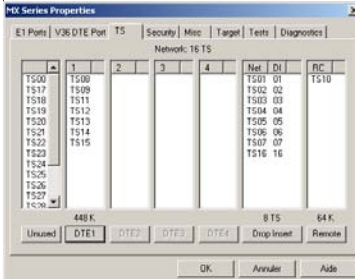 MX Series Properties
E1 Ports V36 DTE Port TS Security Misc Target Tests Diagnostics
Network: 16 TS
1 2 3 4 Net DI RC
TS00 TS08 TS01 01 TS10
TS17 TS09 TS02 02
TS18 TS11 TS03 03
TS19 TS12 TS04 04
TS20 TS13 TS05 05
TS21 TS14 TS06 06
TS22 TS15 TS07 07
TS23 TS16 16
TS24
TS25
TS26
TS27
TS28
448 K 8 TS 64 K
Unused DTE1 DTE2 DTE3 DTE4 Drop Insert Remote
OK Annuler Aide